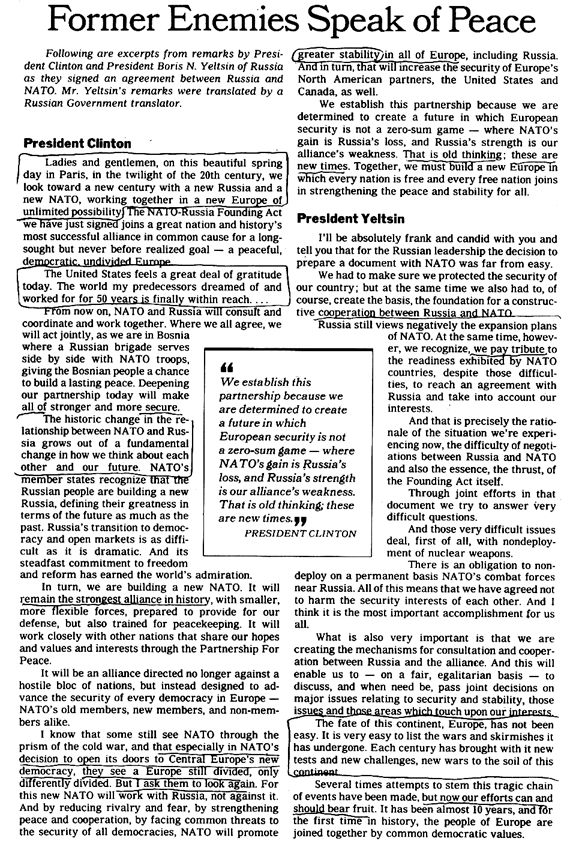 Former Enemies Speak of Peace
Following are excerpts from remarks by Presi-
dent Clinton and President Boris N. Yeltsin of Russia
as they signed an agreement between Russia and
NATO. Mr. Yeltsin's remarks were translated by a
Russian Government translator.
President Clinton
Ladies and gentlemen, on this beautiful spring
day in Paris, in the twilight of the 20th century, we
look toward a new century with a new Russia and a
new NATO, working together in a new Europe of
unlimited possibility. The NATO-Russia Founding Act
we have just signed joins a great nation and history's
most successful alliance in common cause for a long-
sought but never before realized goal — a peaceful,
democratic, undivided Europe.
The United States feels a great deal of gratitude
today. The world my predecessors dreamed of and
worked for for 50 years is finally within reach. . . .
From now on, NATO and Russia will consult and
coordinate and work together. Where we all agree, we
will act jointly, as we are in Bosnia
where a Russian brigade serves
side by side with NATO troops,
giving the Bosnian people a chance
to build a lasting peace. Deepening
our partnership today will make
all of stronger and more secure.
The historic change in the re-
lationship between NATO and Rus-
sia grows out of a fundamental
change in how we think about each
other and our future. NATO's
member states recognize that the
Russian people are building a new
Russia, defining their greatness in
terms of the future as much as the
past. Russia's transition to democ-
racy and open markets is as diffi-
cult as it is dramatic. And its
steadfast commitment to freedom
and reform has earned the world's admiration.
In turn, we are building a new NATO. It will
remain the strongest alliance in history, with smaller,
more flexible forces, prepared to provide for our
defense, but also trained for peacekeeping. It will
work closely with other nations that share our hopes
and values and interests through the Partnership For
Peace.
It will be an alliance directed no longer against a
hostile bloc of nations, but instead designed to ad-
vance the security of every democracy in Europe —
NATO's old members, new members, and non-mem-
bers alike.
I know that some still see NATO through the
prism of the cold war, and that especially in NATO's
decision to open its doors to Central Europe's new
democracy, they see a Europe still divided, only
differently divided. But I ask them to look again. For
this new NATO will work with Russia, not against it.
And by reducing rivalry and fear, by strengthening
peace and cooperation, by facing common threats to
the security of all democracies, NATO will promote
greater stability in all of Europe, including Russia.
And in turn, that will increase the security of Europe's
North American partners, the United States and
Canada, as well.
We establish this partnership because we are
determined to create a future in which European
security is not a zero-sum game — where NATO's
gain is Russia's loss, and Russia's strength is our
alliance's weakness. That is old thinking; these are
new times. Together, we must build a new Europe in
which every nation is free and every free nation joins
in strengthening the peace and stability for all.
President Yeltsin
I'll be absolutely frank and candid with you and
tell you that for the Russian leadership the decision to
prepare a document with NATO was far from easy.
We had to make sure we protected the security of
our country; but at the same time we also had to, of
course, create the basis, the foundation for a construc-
tive cooperation between Russia and NATO.
Russia still views negatively the expansion plans
of NATO. At the same time, howev-
er, we recognize, we pay tribute to
the readiness exhibited by NATO
countries, despite those difficul-
ties, to reach an agreement with
Russia and take into account our
interests.
And that is precisely the ratio-
nale of the situation we're experi-
encing now, the difficulty of negoti-
ations between Russia and NATO
and also the essence, the thrust, of
the Founding Act itself.
Through joint efforts in that
document we try to answer very
difficult questions.
And those very difficult issues
deal, first of all, with nondeploy-
ment of nuclear weapons.
There is an obligation to non-
deploy on a permanent basis NATO's combat forces
near Russia. All of this means that we have agreed not
to harm the security interests of each other. And I
think it is the most important accomplishment for us
all.
What is also very important is that we are
creating the mechanisms for consultation and cooper-
ation between Russia and the alliance. And this will
enable us to — on a fair, egalitarian basis — to
discuss, and when need be, pass joint decisions on
major issues relating to security and stability, those
issues and those areas which touch upon our interests.
The fate of this continent, Europe, has not been
easy. It is very easy to list the wars and skirmishes it
has undergone. Each century has brought with it new
tests and new challenges, new wars to the soil of this
continent.
Several times attempts to stem this tragic chain
of events have been made, but now our efforts can and
should bear fruit. It has been almost 10 years, and for
the first time in history, the people of Europe are
joined together by common democratic values.
“
We establish this
partnership because we
are determined to create
a future in which
European security is not
a zero-sum game — where
NATO's gain is Russia's
loss, and Russia's strength
is our alliance's weakness.
That is old thinking; these
are new times.”
PRESIDENT CLINTON